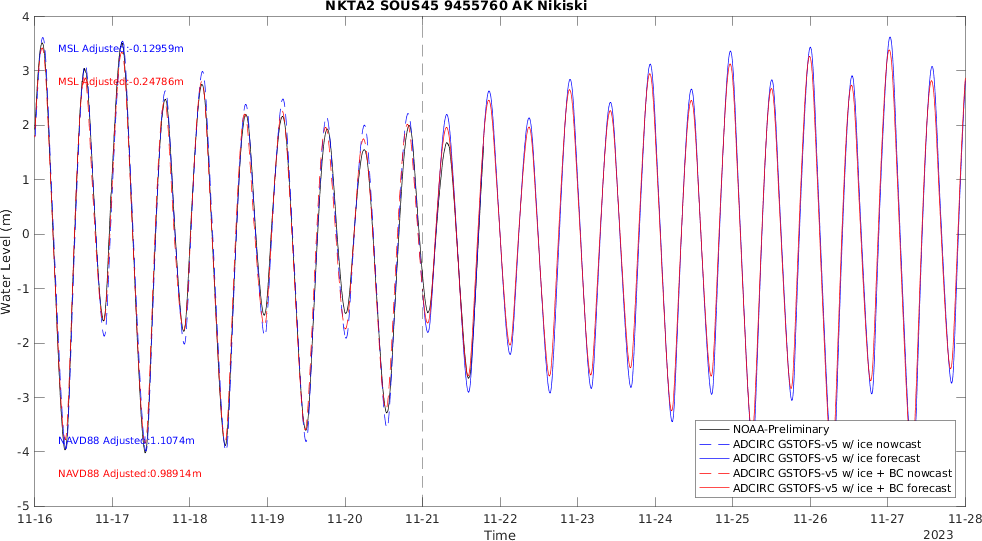 NKTA2 SOUS45 9455760 AK Nikiski
4
3
2
1
0
-1
-2
-3
-4
-5
Water Level (m)
MSL Adjusted:-0.12959m
MSL Adjusted:-0.24786m
NAVD88 Adjusted:1.1074m
NAVD88 Adjusted:0.98914m
NOAA-Preliminary
ADCIRC GSTOFS-v5 w/ ice nowcast
ADCIRC GSTOFS-v5 w/ ice forecast
ADCIRC GSTOFS-v5 w/ ice + BC nowcast
ADCIRC GSTOFS-v5 w/ ice + BC forecast
11-16 11-17 11-18 11-19 11-20 11-21 11-22 11-23 11-24 11-25 11-26 11-27 11-28
Time
2023